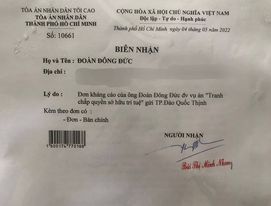 TÒA ÁN NHÂN DÂN TỐI CAO
TÒA ÁN NHÂN DÂN
THÀNH PHỐ HỒ CHÍ MINH
Số: 10661
CỘNG HÒA XÃ HỘI CHỦ NGHĨA VIỆT NAM
Độc lập - Tự do - Hạnh phúc
Thành phố Hồ Chí Minh, ngày 04 tháng 03 năm 2022
BIÊN NHẬN
Họ và Tên : ĐOÀN ĐÔNG ĐỨC
Địa chỉ :
Lý do : Đơn kháng cáo của ông Đoàn Đông Đức đv vụ án "Tranh
chấp quyền sở hữu trí tuệ" gửi TP.Đào Quốc Thịnh
Kèm theo đơn có :
- Đơn - Bản chính
NGƯỜI NHẬN
Bùi Thị Minh Nhung